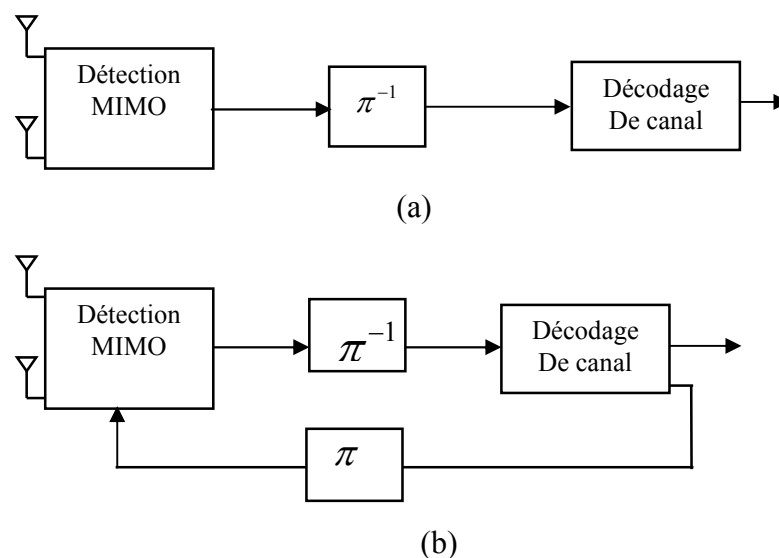 Détection
MIMO
π⁻¹
Décodage
De canal
(a)
Détection
MIMO
π⁻¹
Décodage
De canal
π
(b)